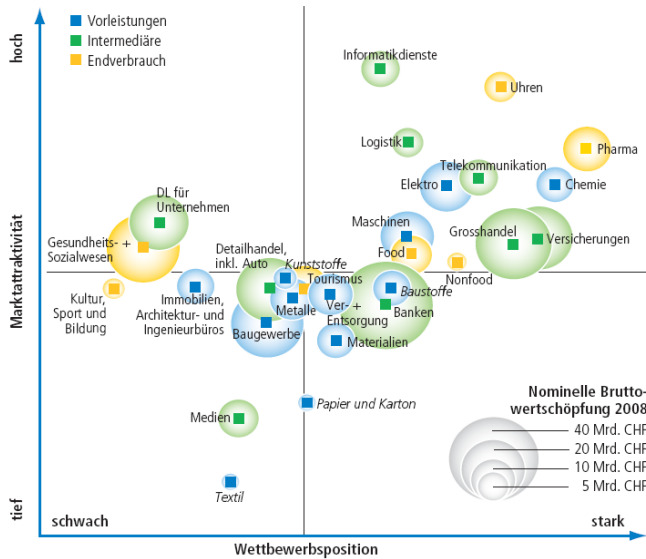 hoch
Vorleistungen
Intermediäre
Endverbrauch
Informatikdienste
Uhren
Logistik
Pharma
Telekommunikation
Elektro
Chemie
DL für
Unternehmen
Gesundheits- +
Sozialwesen
Maschinen
Grosshandel
Versicherungen
Detailhandel,
inkl. Auto
Kunststoffe
Food
Nonfood
Tourismus
Kultur,
Sport und
Bildung
Immobilien,
Architektur- und
Ingenieurbüros
Metalle
Baugewerbe
Ver- +
Entsorgung
Baustoffe
Banken
Materialien
Marktattraktivität
Medien
Papier und Karton
Textil
Nominelle Brutto-
wertschöpfung 2008
40 Mrd. CHF
20 Mrd. CHF
10 Mrd. CHF
5 Mrd. CHF
tief
schwach
stark
Wettbewerbsposition